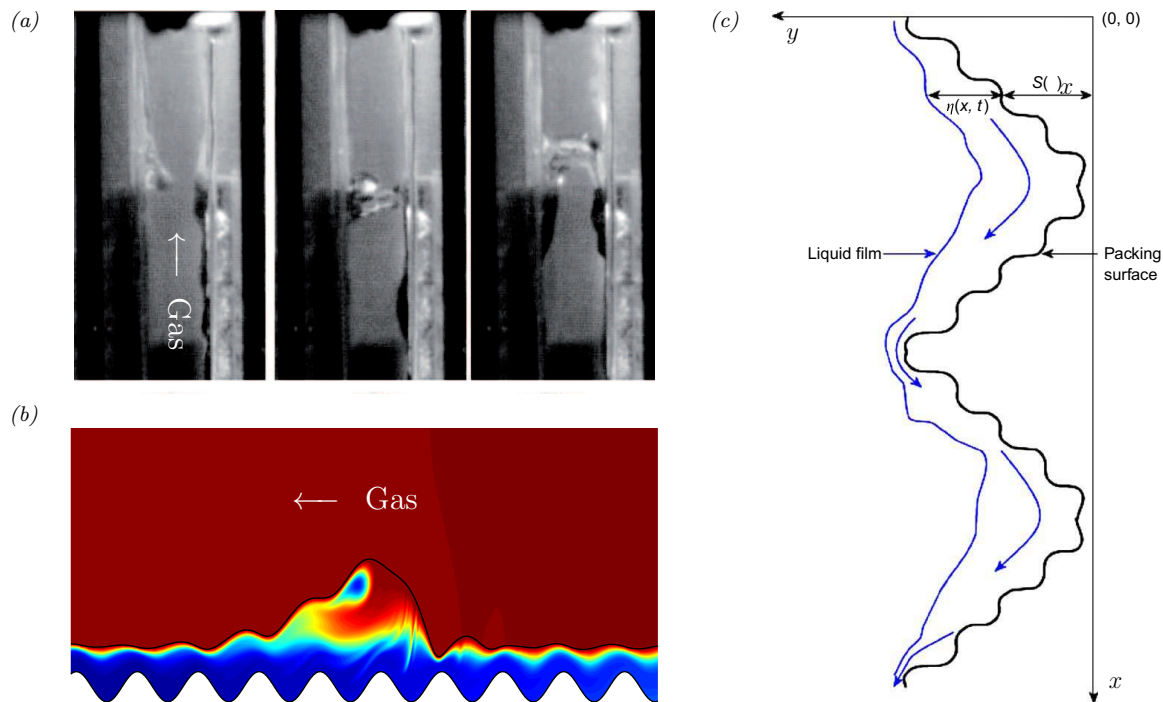 (a)
Gas
(b)
Gas
(c)
y
(0, 0)
S( )x
η(x, t)
Liquid film
Packing
surface
x